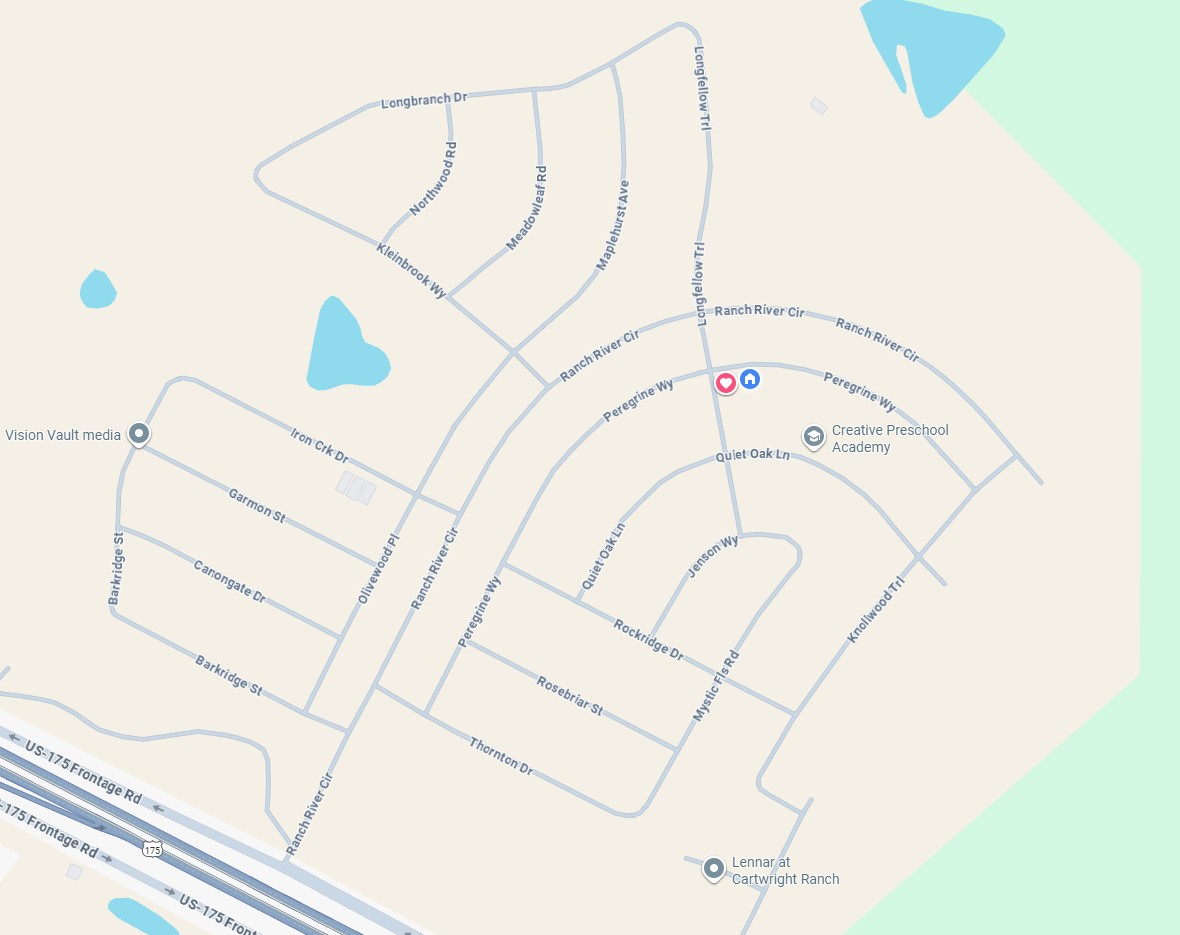 Longbranch Dr
Longfellow Trl
Northwood Rd
Meadowleaf Rd
Maplehurst Ave
Kleinbrook Wy
Longfellow Trl
Ranch River Cir
Ranch River Cir
Ranch River Cir
Peregrine Wy
Peregrine Wy
Vision Vault media
Iron Crk Dr
Creative Preschool
Academy
Quiet Oak Ln
Garmon St
Quiet Oak Ln
Jenson Wy
Olivewood Pl
Ranch River Cir
Barkridge St
Canongate Dr
Peregrine Wy
Knollwood Trl
Rockridge Dr
Barkridge St
Rosebriar St
Mystic Fls Rd
Thornton Dr
US-175 Frontage Rd
Ranch River Cir
-175 Frontage Rd
175
Lennar at
Cartwright Ranch
US-175 Front